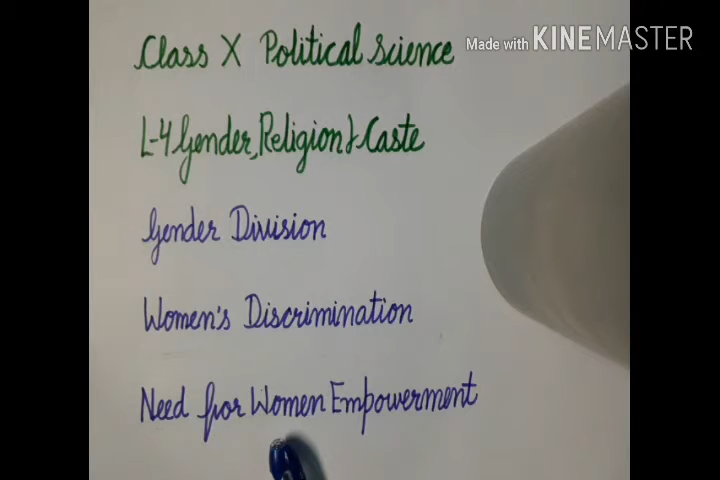 Class X Political Science
Made with KINEMASTER
L-4 Gender, Religion & Caste
Gender Division
Women's Discrimination
Need for Women Empowerment